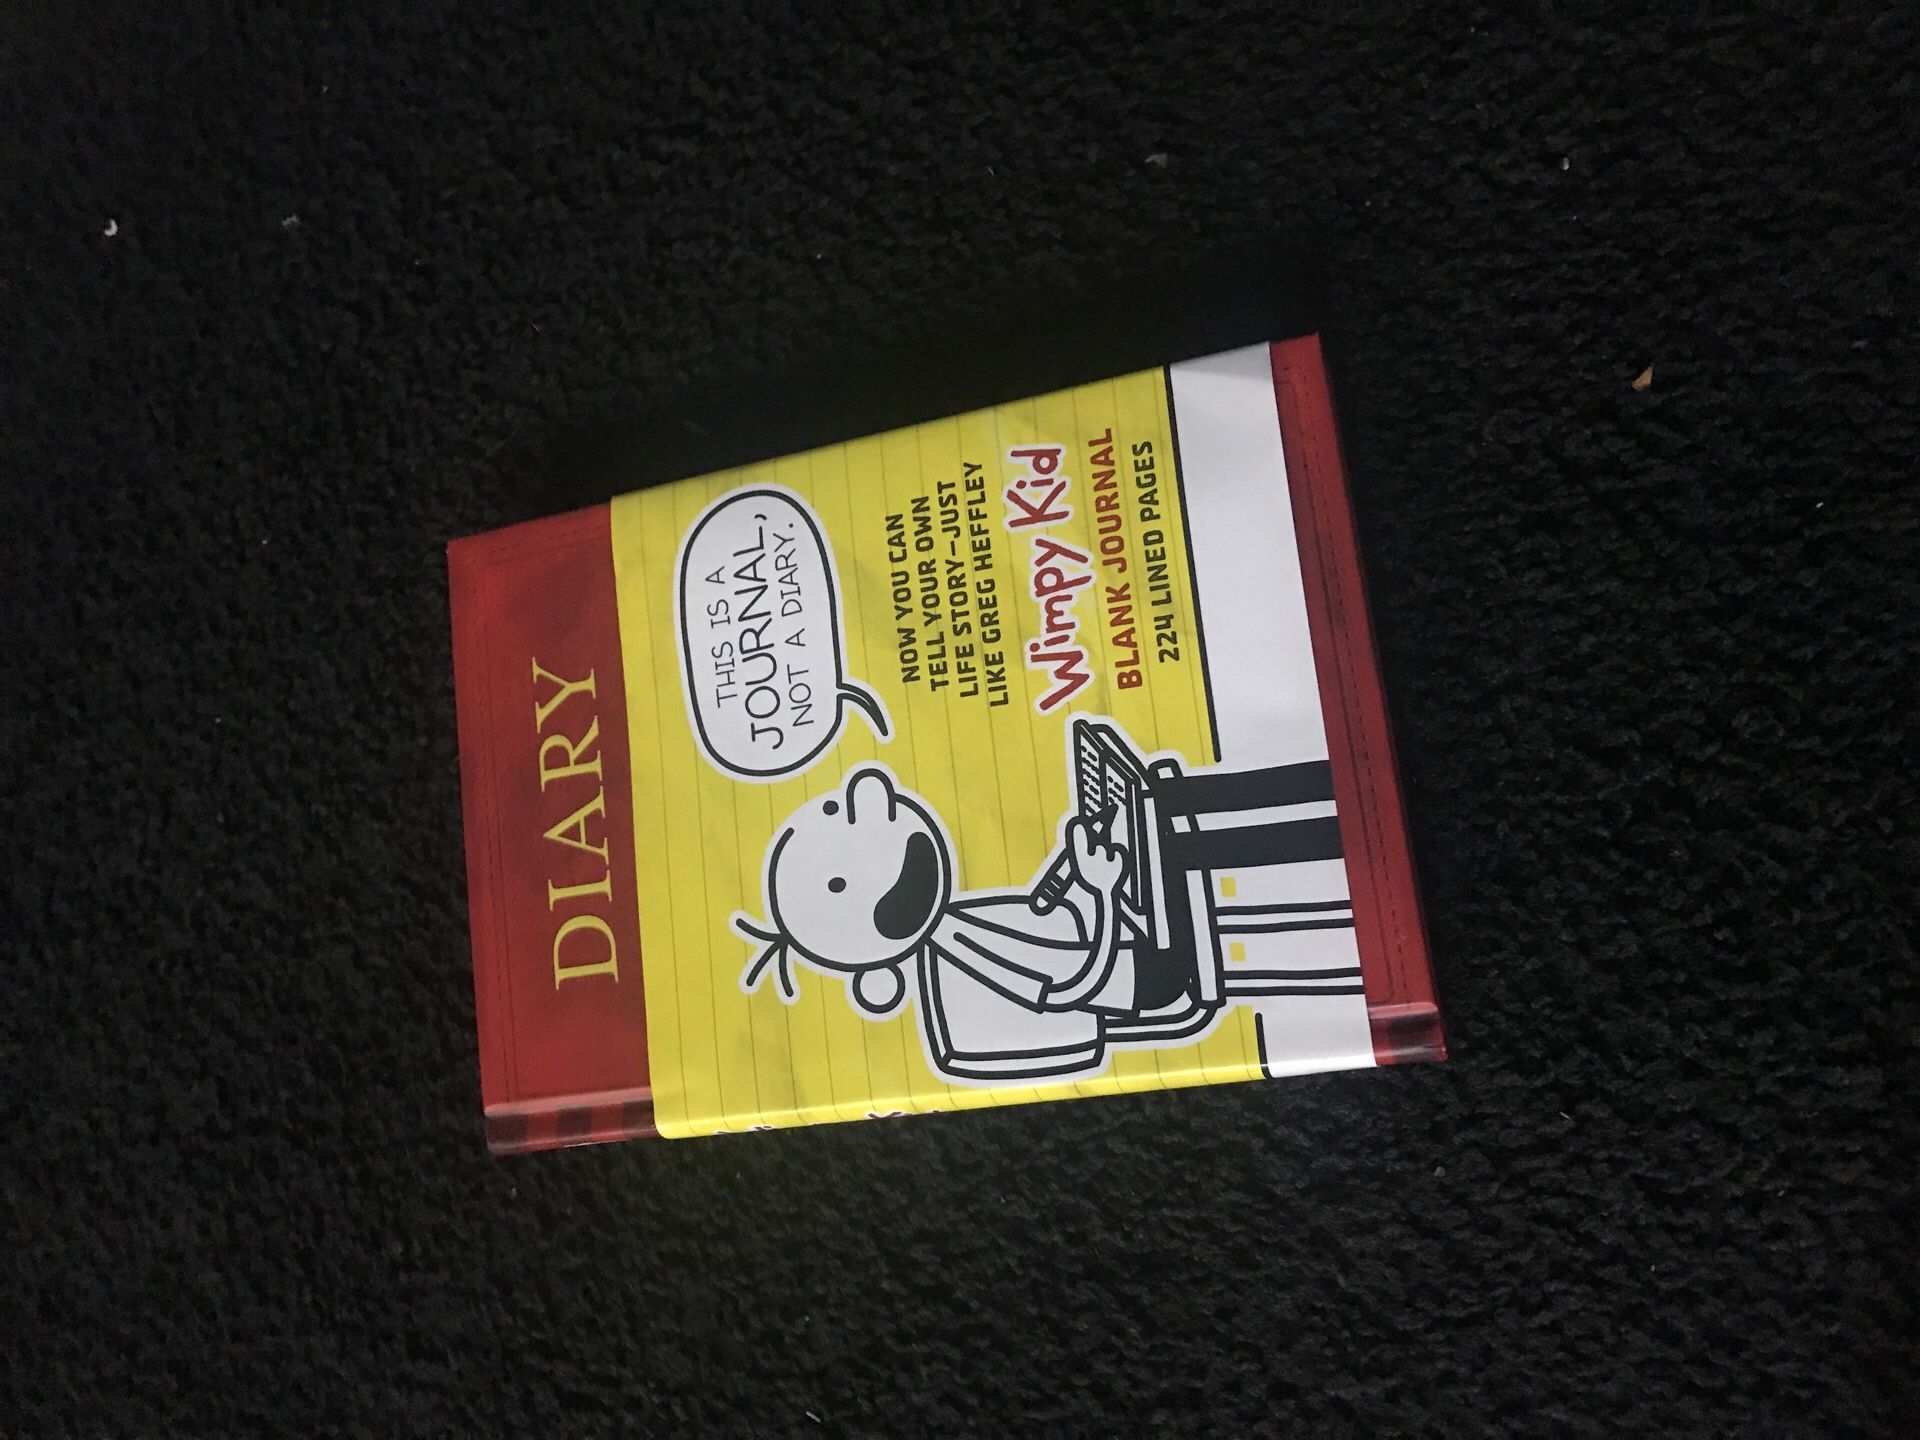 DIARY
THIS IS A
JOURNAL,
NOT A DIARY.
NOW YOU CAN
TELL YOUR OWN
LIFE STORY-JUST
LIKE GREG HEFFLEY
Wimpy Kid
BLANK JOURNAL
224 LINED PAGES